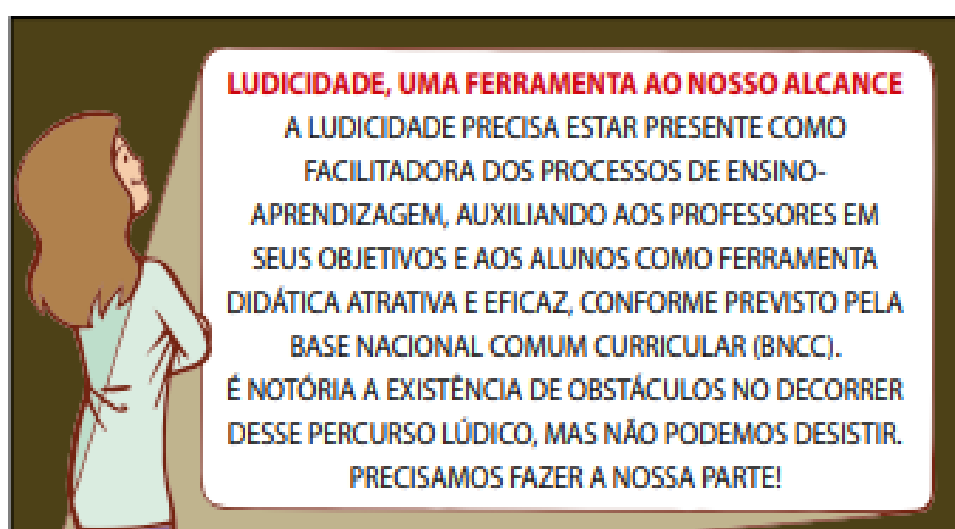 LUDICIDADE, UMA FERRAMENTA AO NOSSO ALCANCE
A LUDICIDADE PRECISA ESTAR PRESENTE COMO
FACILITADORA DOS PROCESSOS DE ENSINO-
APRENDIZAGEM, AUXILIANDO AOS PROFESSORES EM
SEUS OBJETIVOS E AOS ALUNOS COMO FERRAMENTA
DIDÁTICA ATRATIVA E EFICAZ, CONFORME PREVISTO PELA
BASE NACIONAL COMUM CURRICULAR (BNCC).
É NOTÓRIA A EXISTÊNCIA DE OBSTÁCULOS NO DECORRER
DESSE PERCURSO LÚDICO, MAS NÃO PODEMOS DESISTIR.
PRECISAMOS FAZER A NOSSA PARTE!